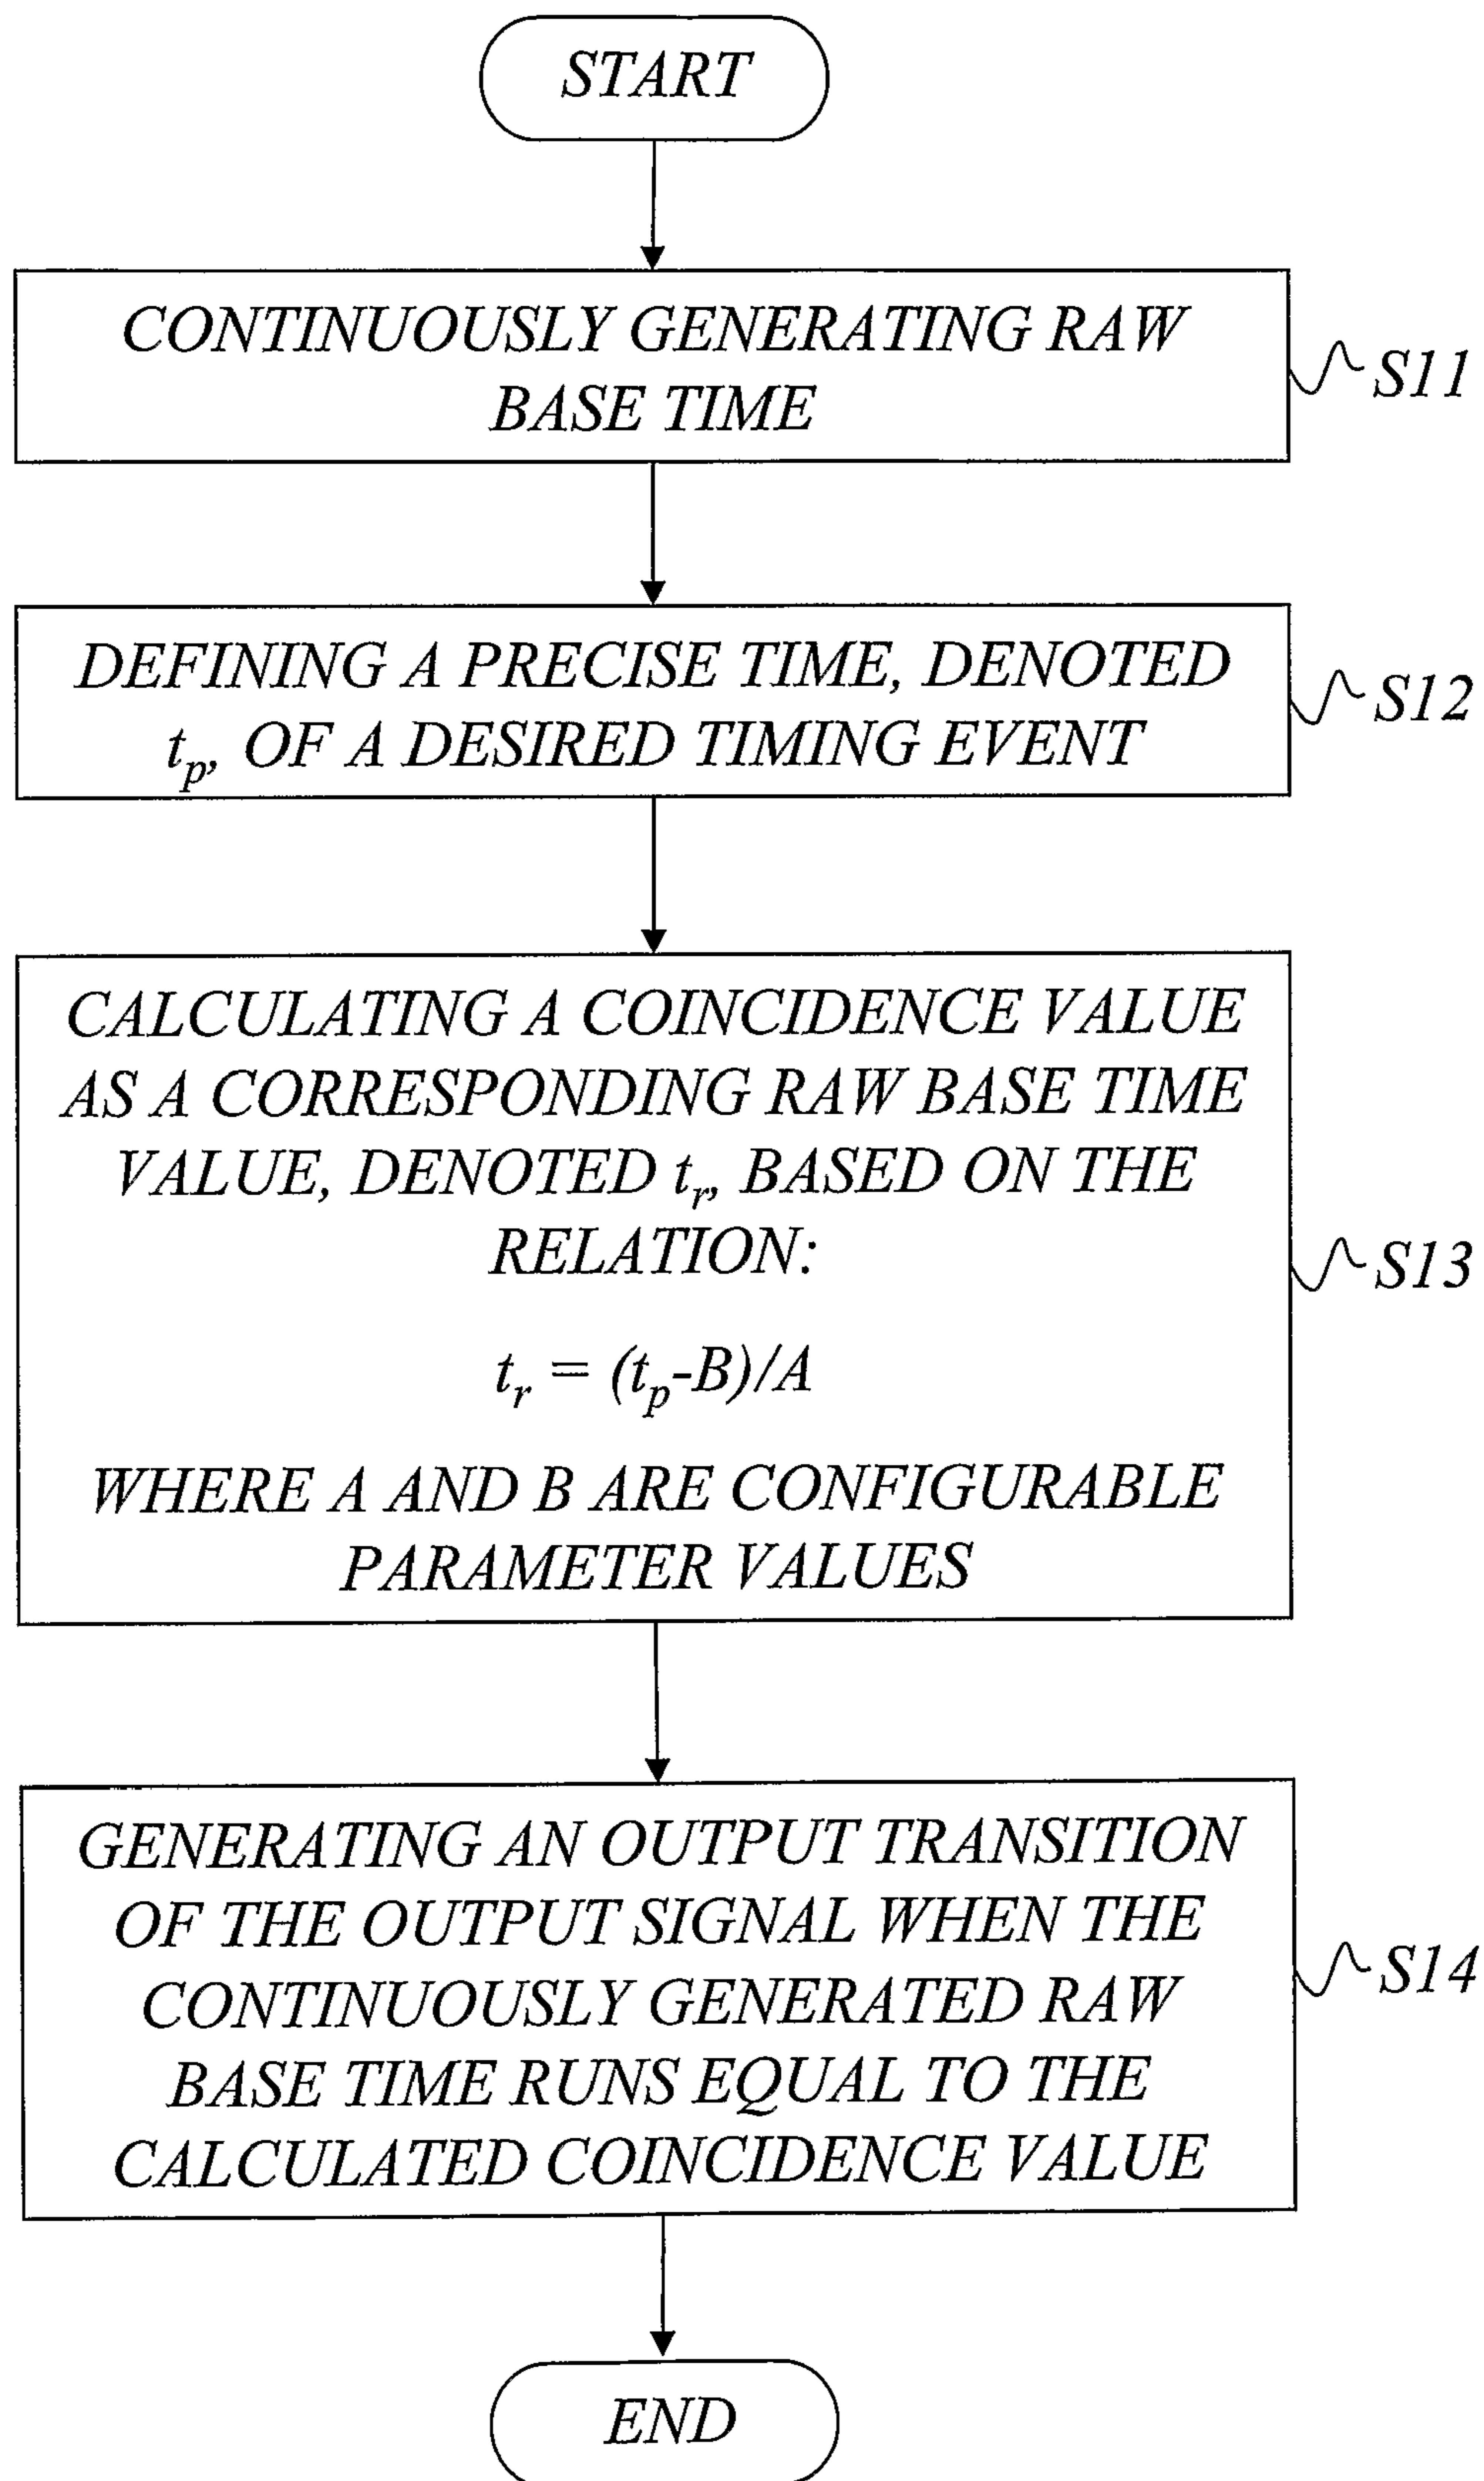 START
CONTINUOUSLY GENERATING RAW
BASE TIME
S11
DEFINING A PRECISE TIME, DENOTED
tp, OF A DESIRED TIMING EVENT
S12
CALCULATING A COINCIDENCE VALUE
AS A CORRESPONDING RAW BASE TIME
VALUE, DENOTED tr, BASED ON THE
RELATION:
tr = (tp-B)/A
WHERE A AND B ARE CONFIGURABLE
PARAMETER VALUES
S13
GENERATING AN OUTPUT TRANSITION
OF THE OUTPUT SIGNAL WHEN THE
CONTINUOUSLY GENERATED RAW
BASE TIME RUNS EQUAL TO THE
CALCULATED COINCIDENCE VALUE
S14
END